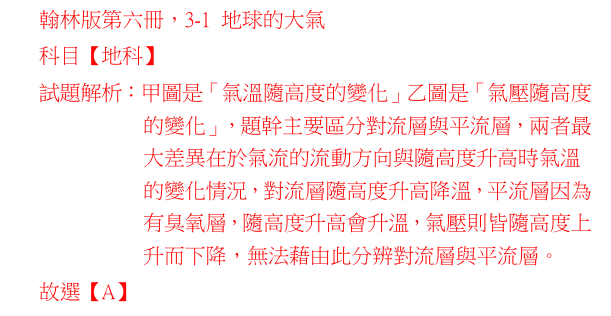 翰林版第六冊，3-1 地球的大氣
科目【地科】
試題解析：甲圖是「氣溫隨高度的變化」乙圖是「氣壓隨高度
的變化」，題幹主要區分對流層與平流層，兩者最
大差異在於氣流的流動方向與隨高度升高時氣溫
的變化情況，對流層隨高度升高降溫，平流層因為
有臭氧層，隨高度升高會升溫，氣壓則皆隨高度上
升而下降，無法藉由此分辨對流層與平流層。
故選【A】